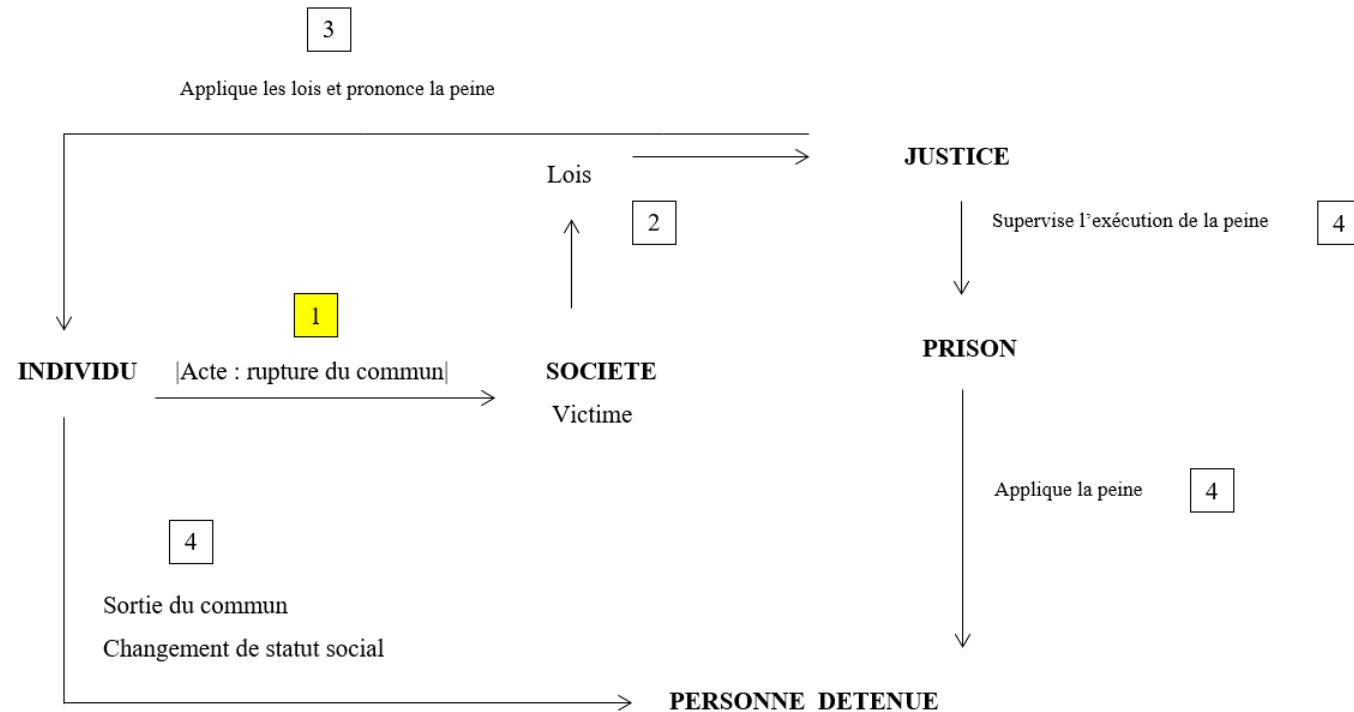 3
Applique les lois et prononce la peine
JUSTICE
Lois
2
Supervise l’exécution de la peine
4
1
PRISON
INDIVIDU
|Acte : rupture du commun|
SOCIETE
Victime
Applique la peine
4
4
Sortie du commun
Changement de statut social
PERSONNE DETENUE